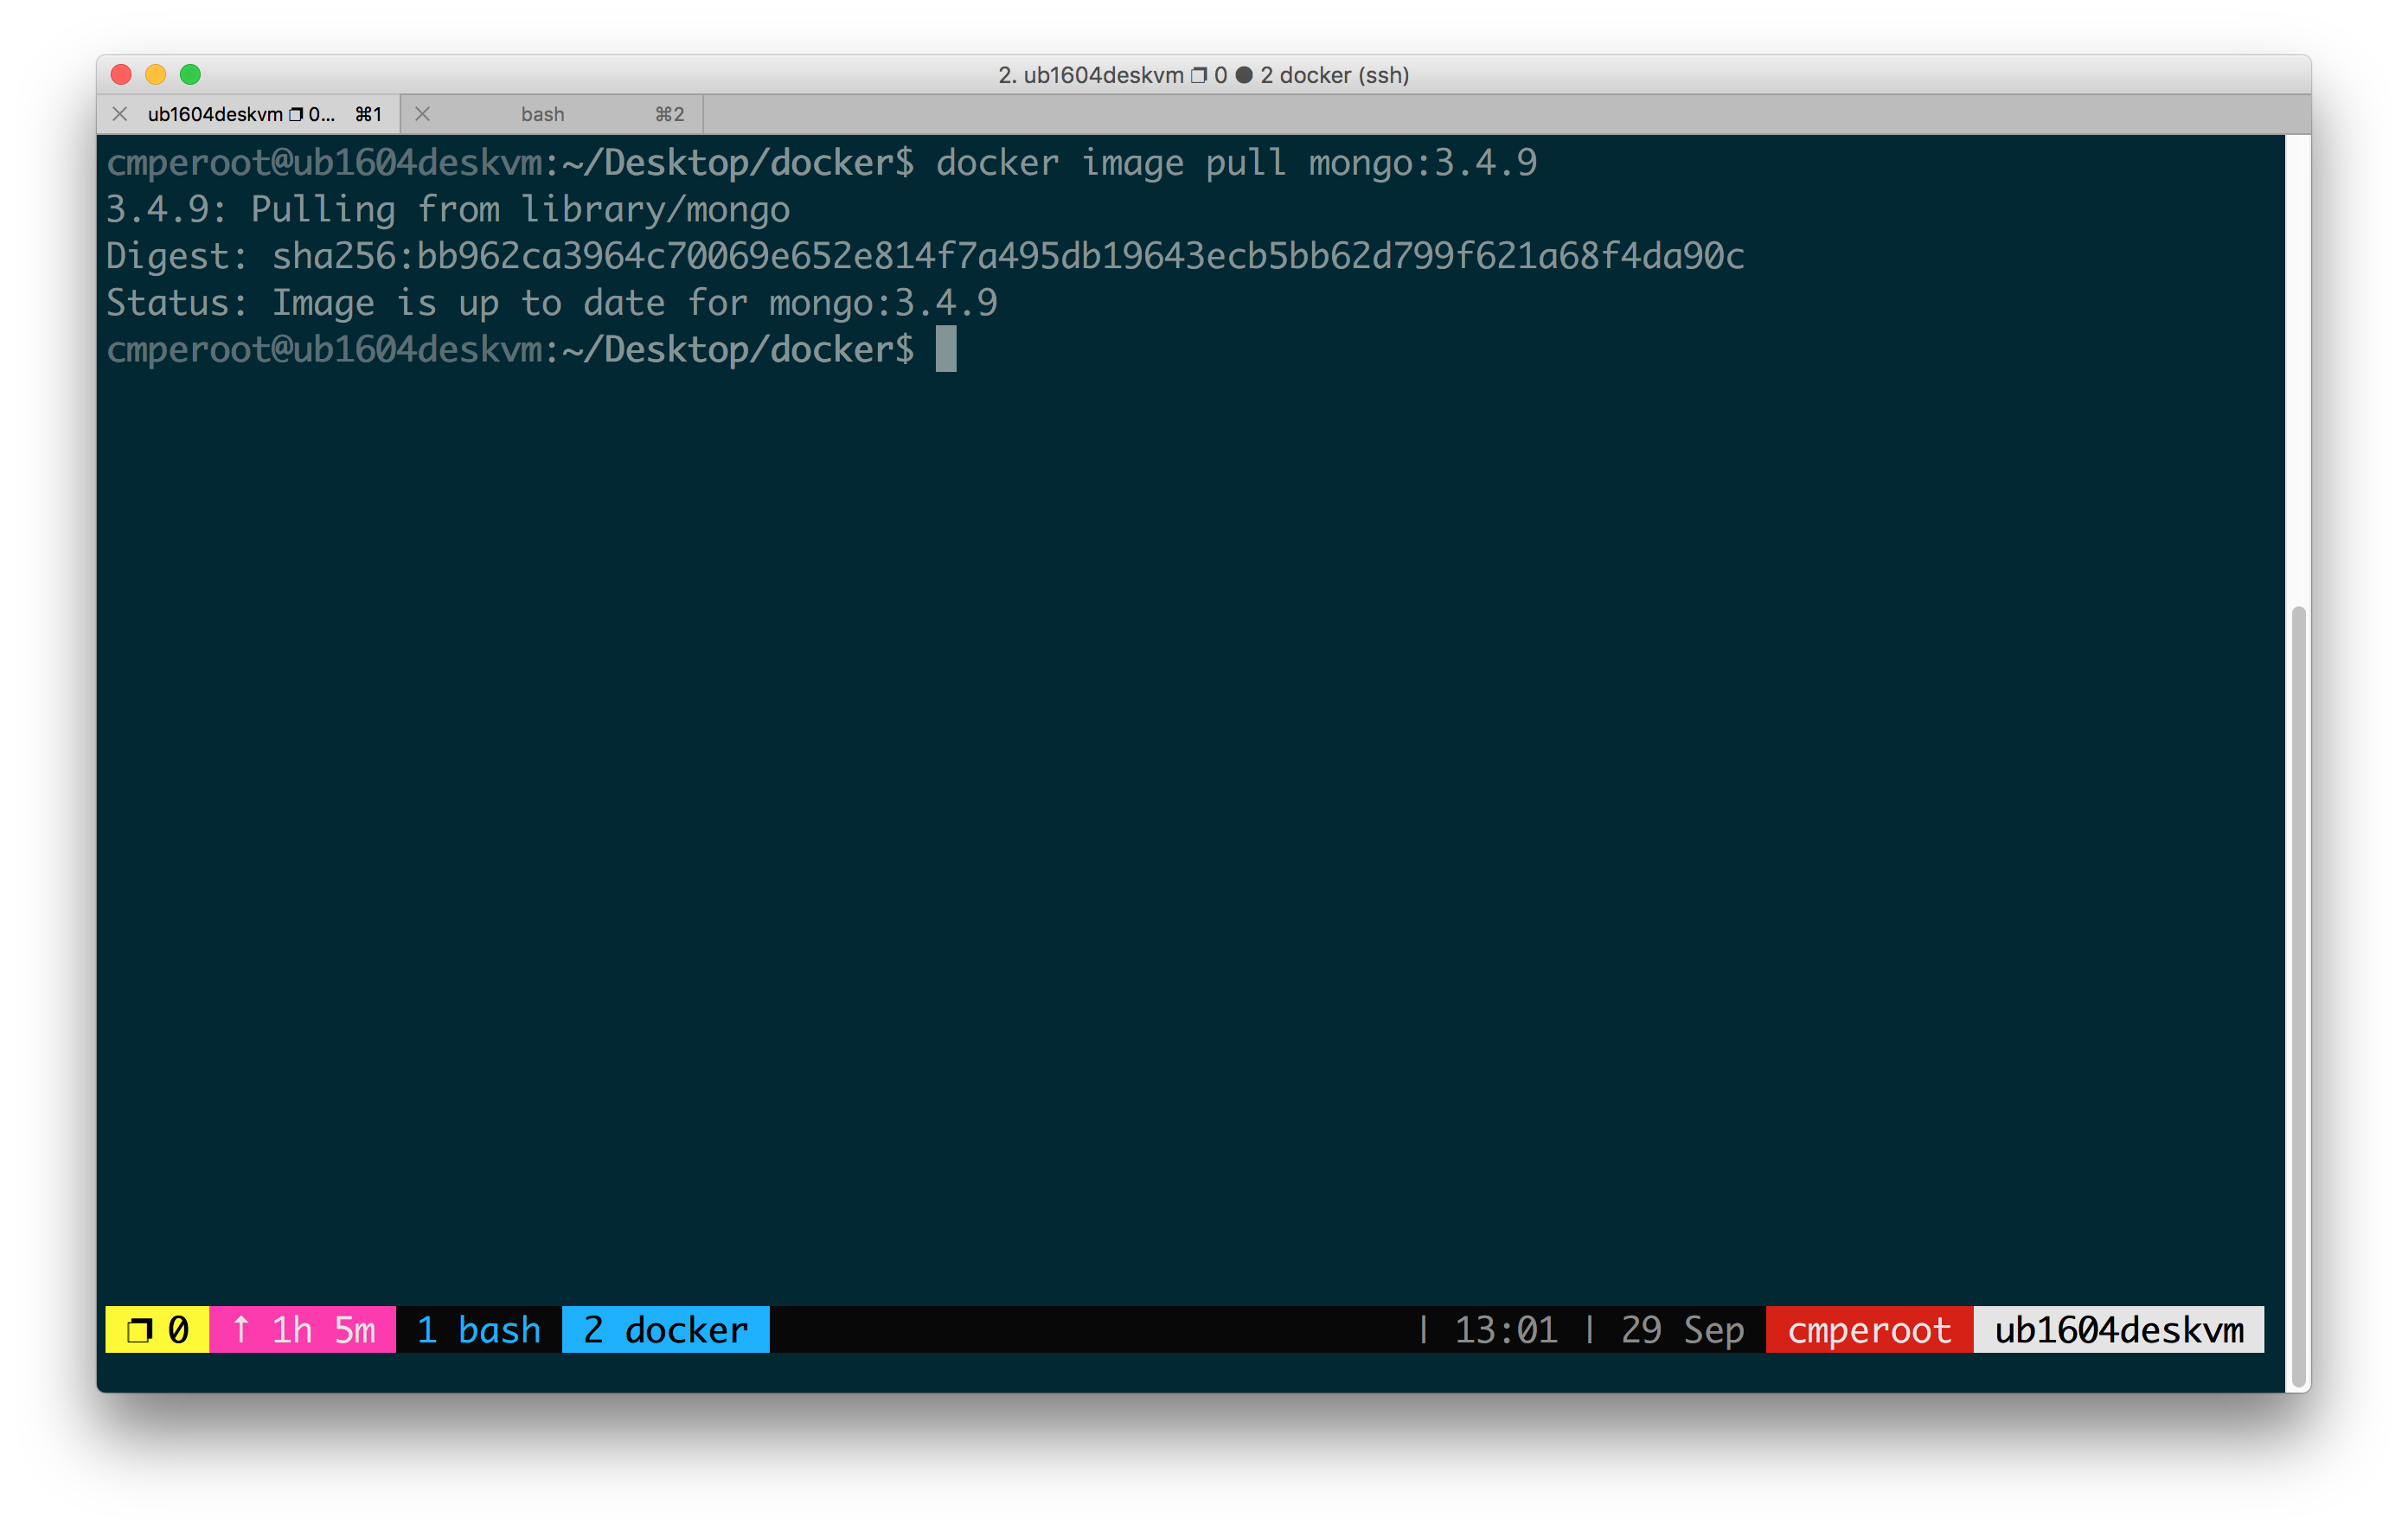 2. ub1604deskvm ❐ 0 ● 2 docker (ssh)
ub1604deskvm ❐ 0... ⌘1 bash ⌘2
cmperoot@ub1604deskvm:~/Desktop/docker$ docker image pull mongo:3.4.9
3.4.9: Pulling from library/mongo
Digest: sha256:bb962ca3964c70069e652e814f7a495db19643ecb5bb62d799f621a68f4da90c
Status: Image is up to date for mongo:3.4.9
cmperoot@ub1604deskvm:~/Desktop/docker$
❐ 0 ↑ 1h 5m 1 bash 2 docker | 13:01 | 29 Sep cmperoot ub1604deskvm